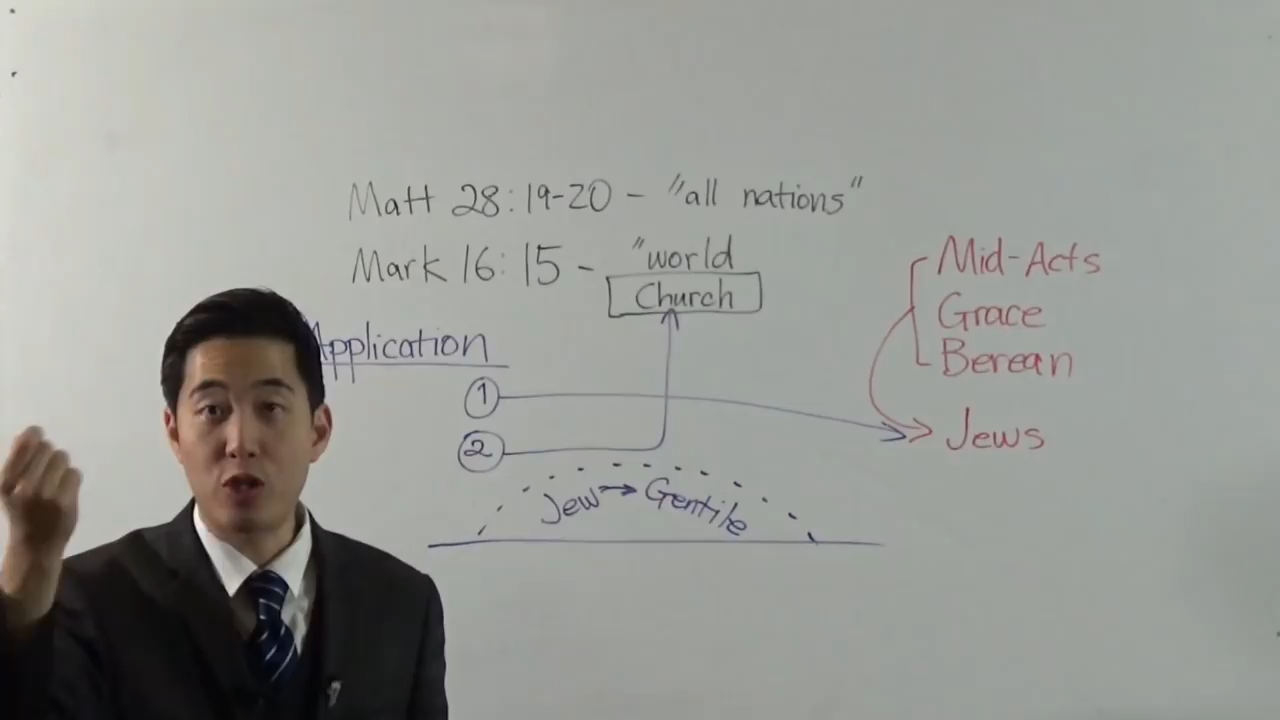 Matt 28:19-20 - "all nations"
Mark 16:15 - "world
Church
Application
1
2
Jew → Gentile
Mid-Acts
Grace
Berean
Jews